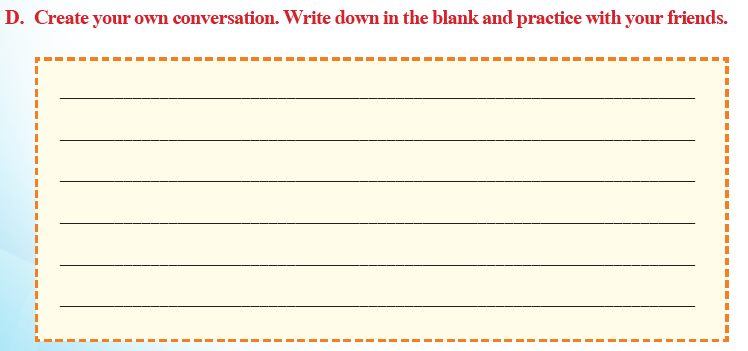 D. Create your own conversation. Write down in the blank and practice with your friends.